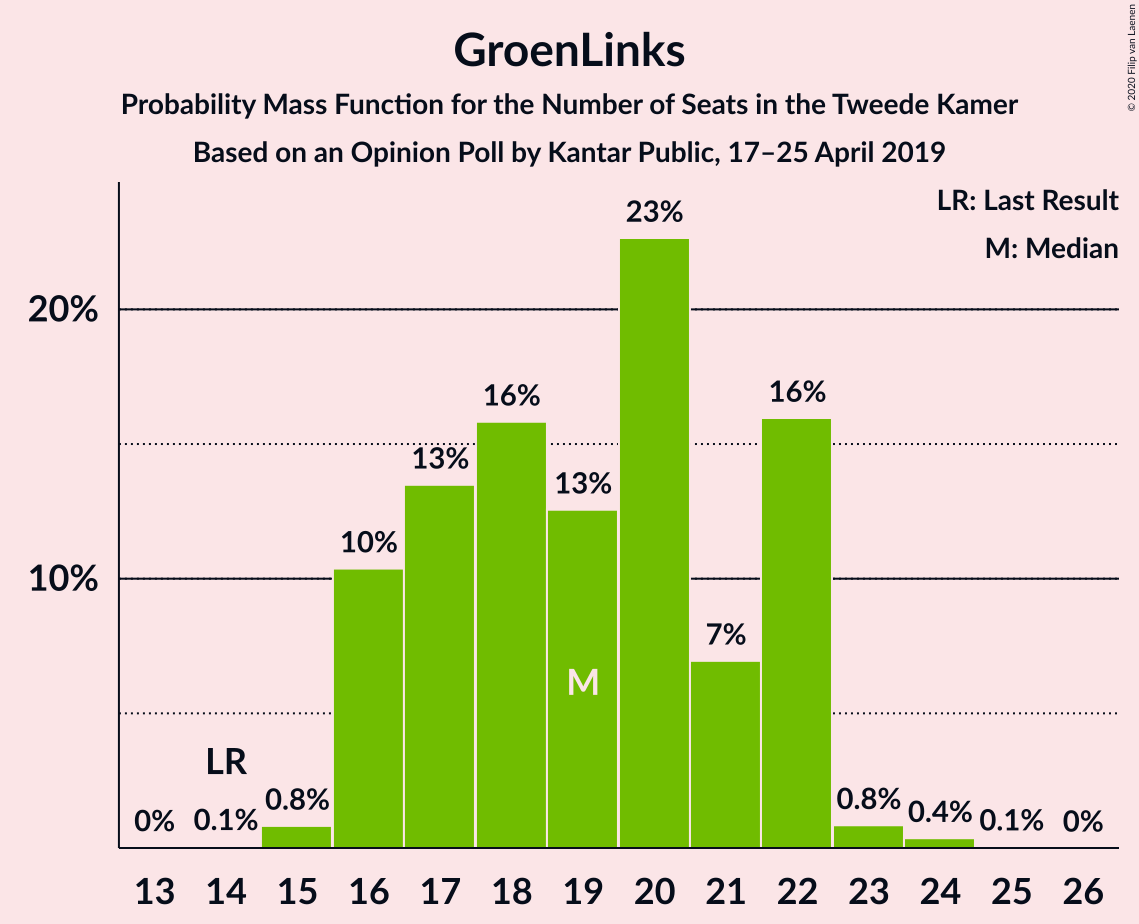 GroenLinks
Probability Mass Function for the Number of Seats in the Tweede Kamer
Based on an Opinion Poll by Kantar Public, 17–25 April 2019
© 2020 Filip van Laenen
LR: Last Result
M: Median
20%
10%
0%
0.1%
0.8%
10%
13%
16%
13%
23%
7%
16%
0.8%
0.4%
0.1%
0%
LR
M
13 14 15 16 17 18 19 20 21 22 23 24 25 26